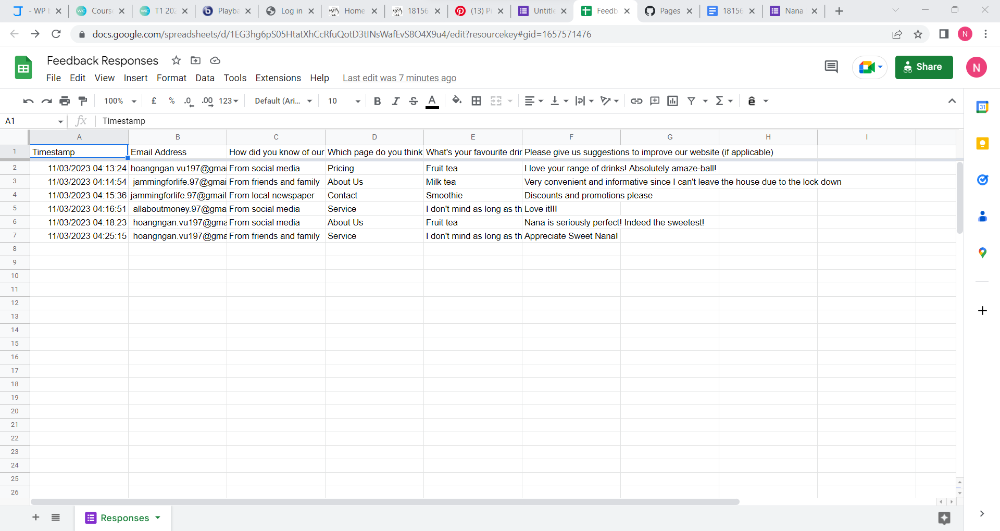 - WP
Course
T1 202
Playba
Log in
Home
18156
(13) Pi
Untitle
Feedb
Pages
18156
Nana
docs.google.com/spreadsheets/d/1EG3hg6pS05HtatXhCcRfuQotD3tINsWafEvS8O4X9u4/edit?resourcekey#gid=1657571476
N
Feedback Responses
Share
N
File Edit View Insert Format Data Tools Extensions Help Last edit was 7 minutes ago
100% £ % .0 .00 123 Default (Ari... 10 B I S A Σ ê
31
A1 fx Timestamp
A B C D E F G H I
1 Timestamp Email Address How did you know of our Which page do you think What's your favourite drin Please give us suggestions to improve our website (if applicable)
2 11/03/2023 04:13:24 hoangngan.vu197@gmai From social media Pricing Fruit tea I love your range of drinks! Absolutely amaze-ball!
3 11/03/2023 04:14:54 jammingforlife.97@gmai From friends and family About Us Milk tea Very convenient and informative since I can't leave the house due to the lock down
4 11/03/2023 04:15:36 jammingforlife.97@gmail From local newspaper Contact Smoothie Discounts and promotions please
5 11/03/2023 04:16:51 allaboutmoney.97@gma From social media Service I don't mind as long as th Love it!!!
6 11/03/2023 04:18:23 hoangngan.vu197@gma From social media About Us Fruit tea Nana is seriously perfect! Indeed the sweetest!
7 11/03/2023 04:25:15 hoangngan.vu197@gma From friends and family Service I don't mind as long as th Appreciate Sweet Nana!
8
9
10
11
12
13
14
15
16
17
18
19
20
21
22
23
24
25
26
Responses